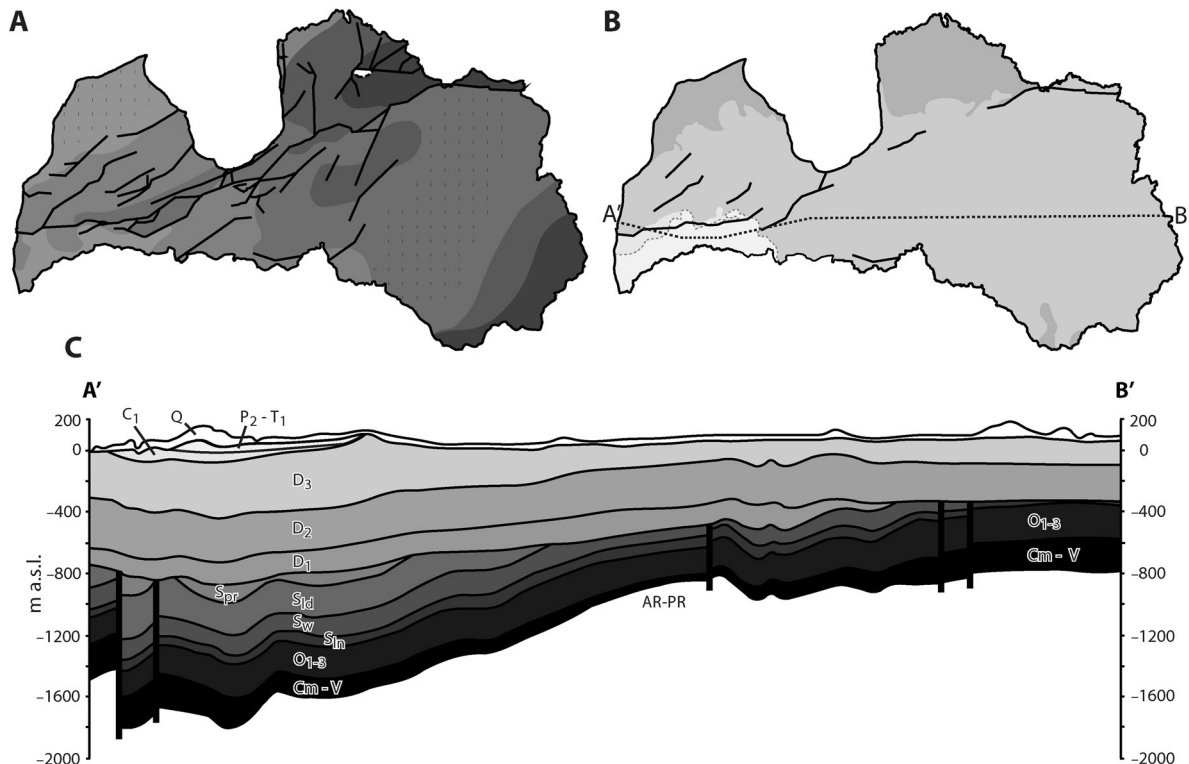 A
B
A'
B
C
A'
B'
C₁
Q
P₂ - T₁
200
0
–400
–800
–1200
–1600
–2000
m a.s.l.
200
0
–400
–800
–1200
–1600
–2000
D₃
D₂
D₁
Spr
Sld
Sw
Sln
O₁₋₃
Cm - V
AR-PR
O₁₋₃
Cm - V